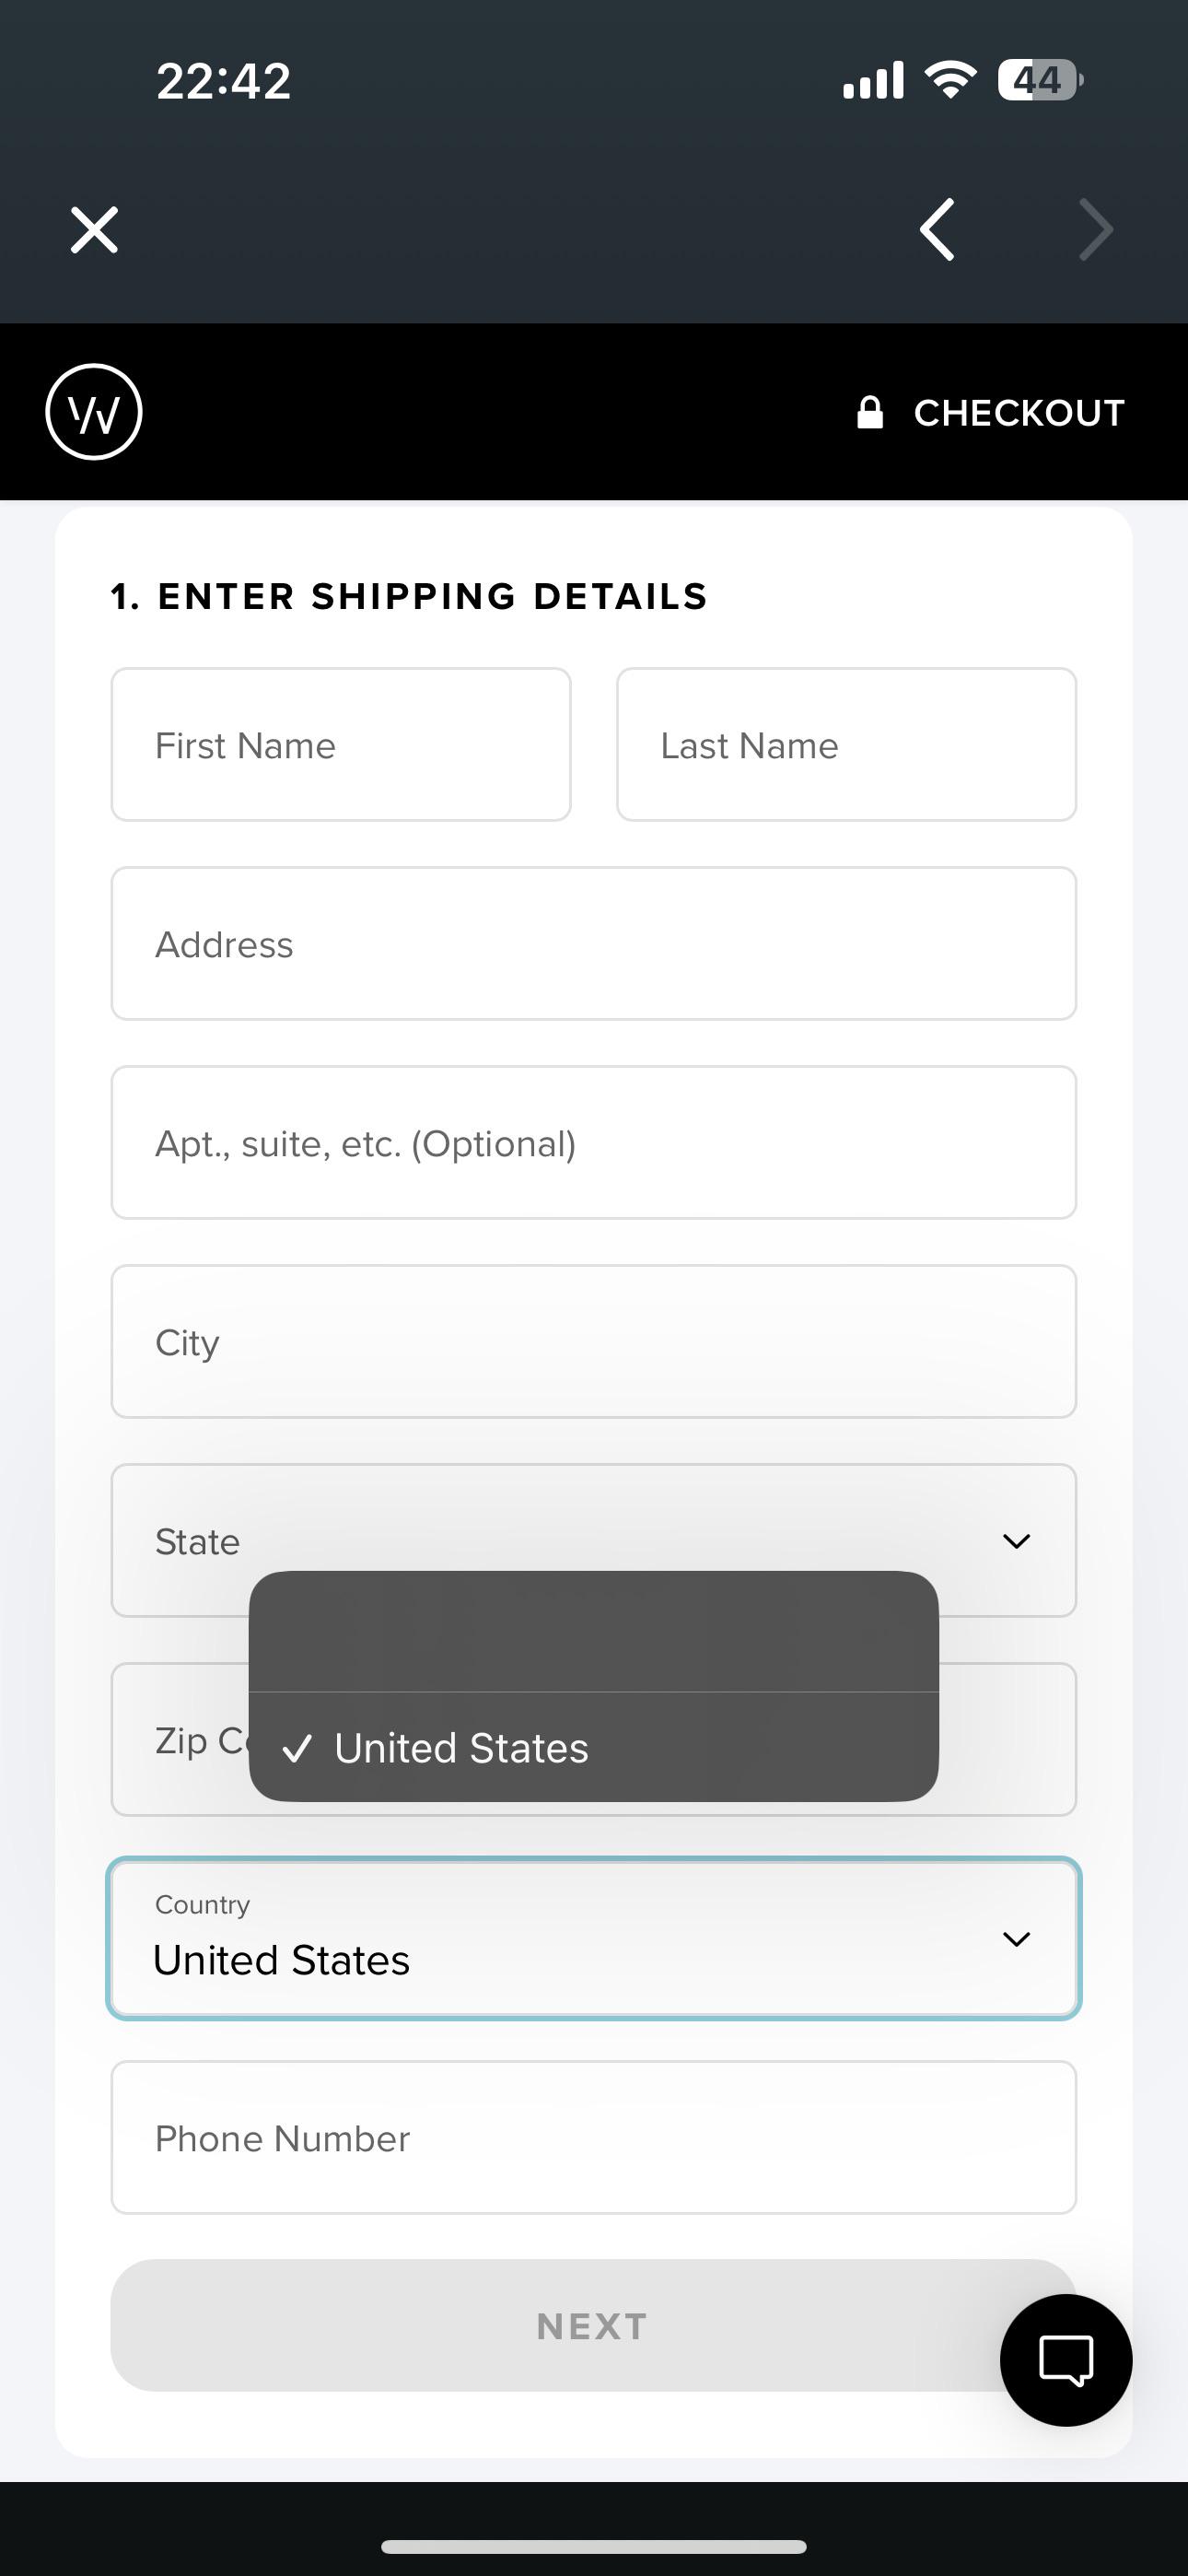 22:42
44
W
CHECKOUT
1. ENTER SHIPPING DETAILS
First Name
Last Name
Address
Apt., suite, etc. (Optional)
City
State
Zip C
✓ United States
Country
United States
Phone Number
NEXT